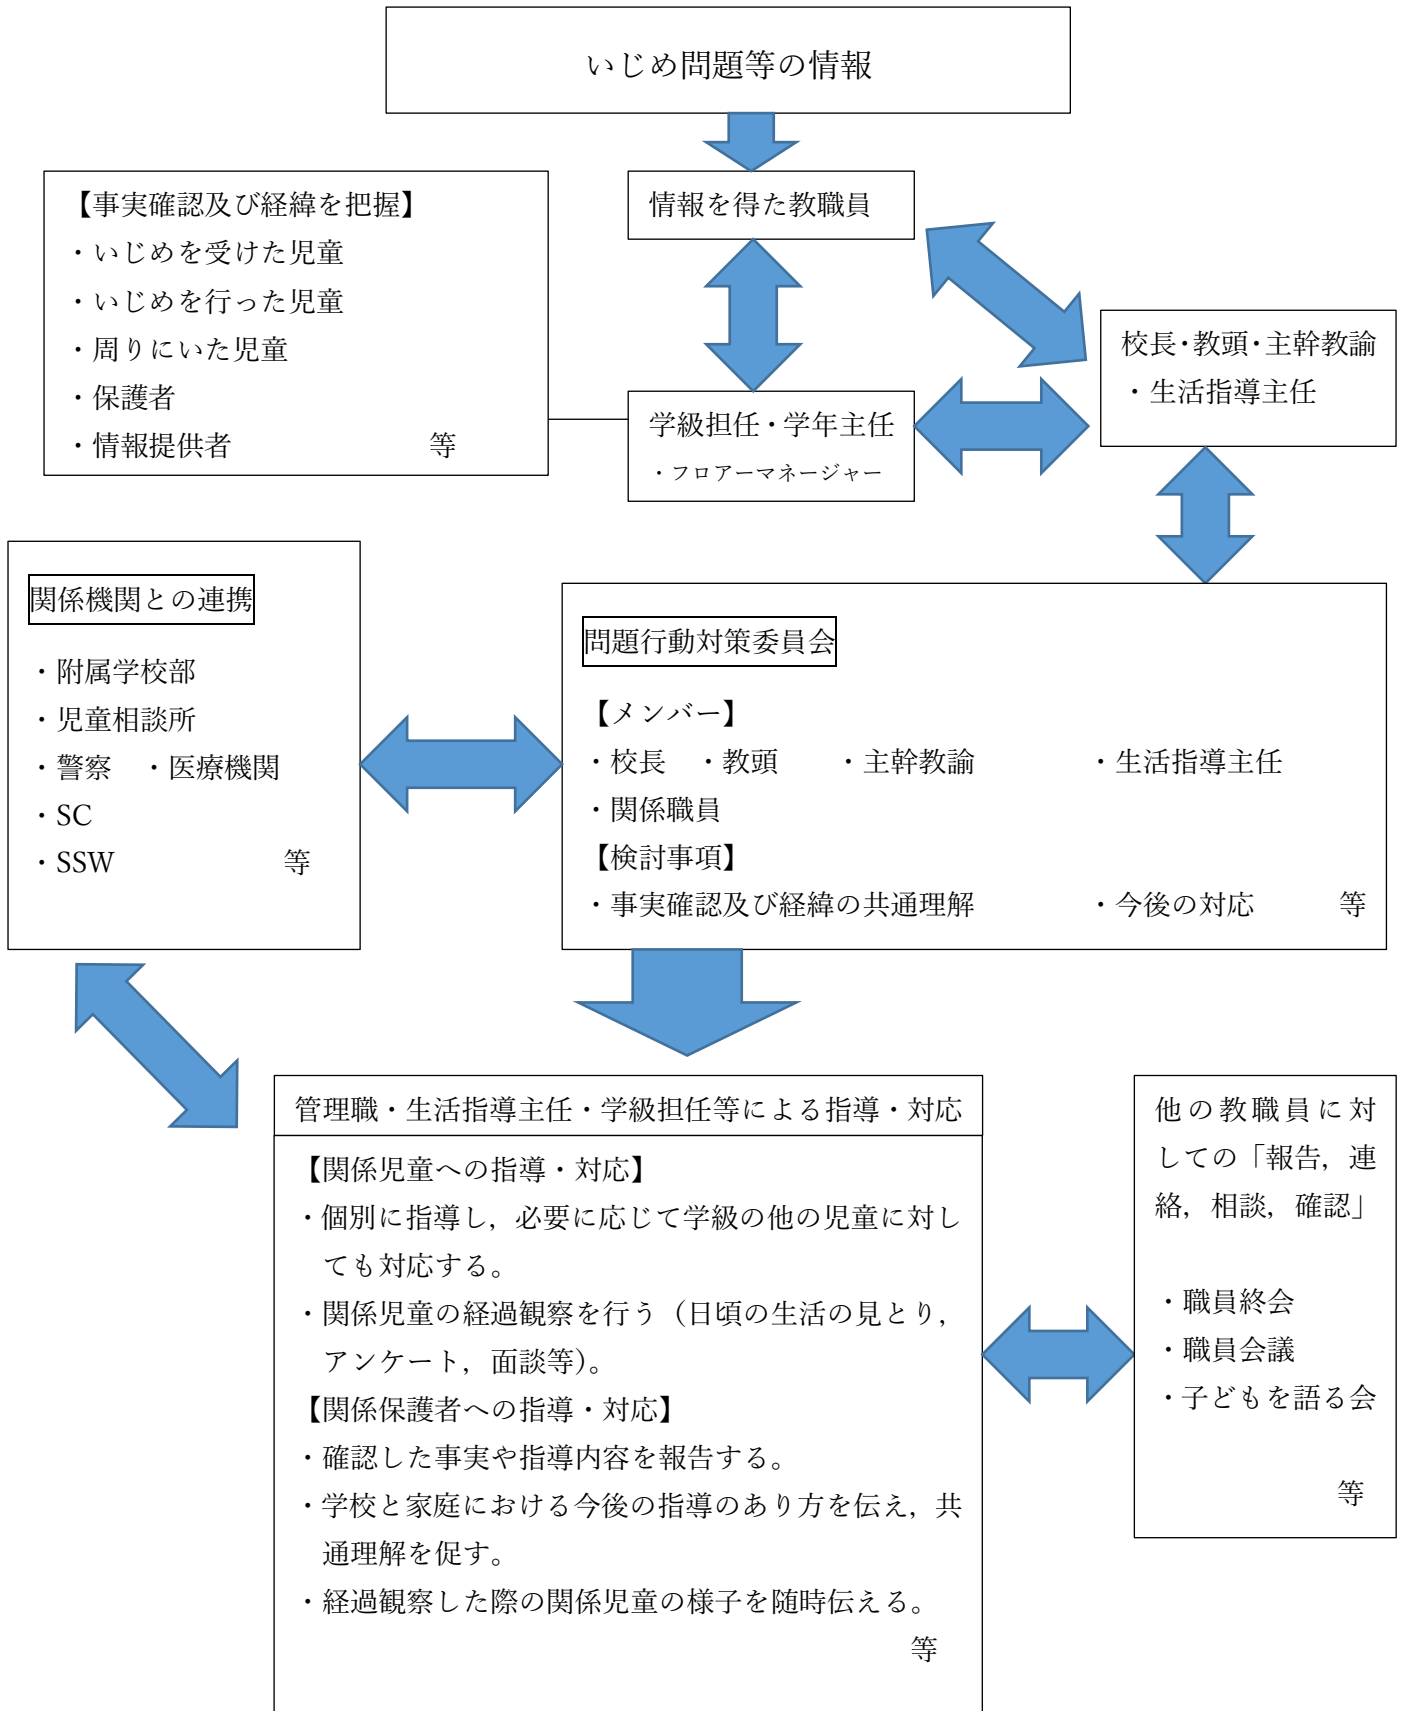 いじめ問題等の情報
情報を得た教職員
【事実確認及び経緯を把握】
・いじめを受けた児童
・いじめを行った児童
・周りにいた児童
・保護者
・情報提供者 等
学級担任・学年主任
・フロアーマネージャー
校長・教頭・主幹教諭
・生活指導主任
関係機関との連携
・附属学校部
・児童相談所
・警察 ・医療機関
・SC
・SSW 等
問題行動対策委員会
【メンバー】
・校長 ・教頭 ・主幹教諭 ・生活指導主任
・関係職員
【検討事項】
・事実確認及び経緯の共通理解 ・今後の対応 等
管理職・生活指導主任・学級担任等による指導・対応
【関係児童への指導・対応】
・個別に指導し，必要に応じて学級の他の児童に対し
ても対応する。
・関係児童の経過観察を行う（日頃の生活の見とり，
アンケート，面談等）。
【関係保護者への指導・対応】
・確認した事実や指導内容を報告する。
・学校と家庭における今後の指導のあり方を伝え，共
通理解を促す。
・経過観察した際の関係児童の様子を随時伝える。
等
他の教職員に対
しての「報告，連
絡，相談，確認」
・職員終会
・職員会議
・子どもを語る会
等